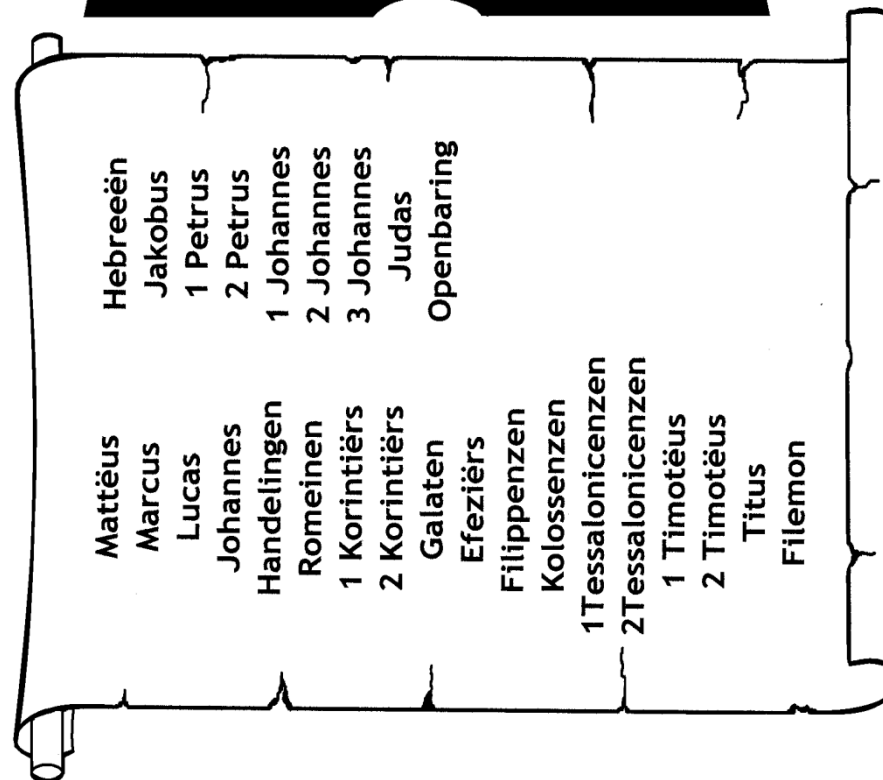 Mattëus
Marcus
Lucas
Johannes
Handelingen
Romeinen
1 Korintiërs
2 Korintiërs
Galaten
Efeziërs
Filippenzen
Kolossenzen
1Tessalonicenzen
2Tessalonicenzen
1 Timotëus
2 Timotëus
Titus
Filemon
Hebreeën
Jakobus
1 Petrus
2 Petrus
1 Johannes
2 Johannes
3 Johannes
Judas
Openbaring